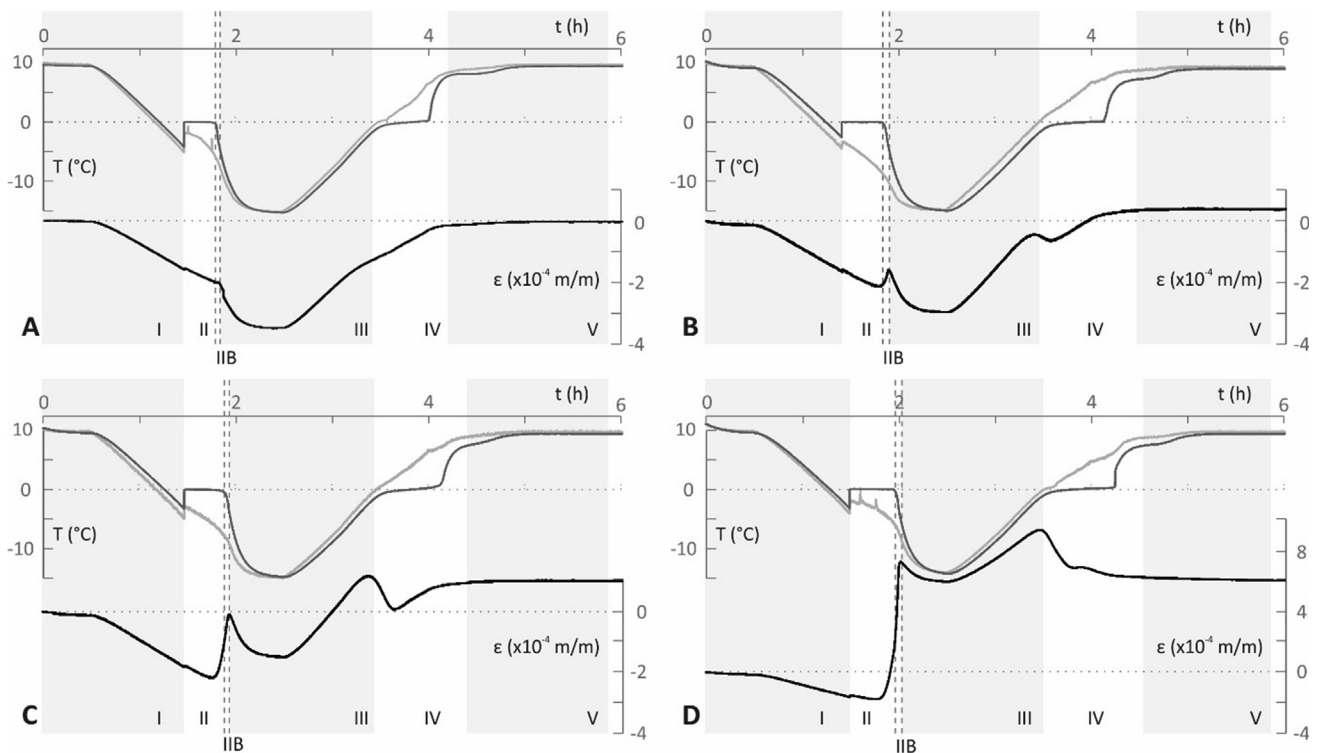 t (h)
0 2 4 6
10
0
T (°C)
-10
0
ε (x10⁻⁴ m/m)
-2
A I II III IV V
-4
IIB
t (h)
0 2 4 6
10
0
T (°C)
-10
0
ε (x10⁻⁴ m/m)
-2
B I II III IV V
-4
IIB
t (h)
0 2 4 6
10
0
T (°C)
-10
0
ε (x10⁻⁴ m/m)
-2
C I II III IV V
-4
IIB
t (h)
0 2 4 6
10
0
T (°C)
-10
8
4
ε (x10⁻⁴ m/m)
0
D I II III IV V
-4
IIB